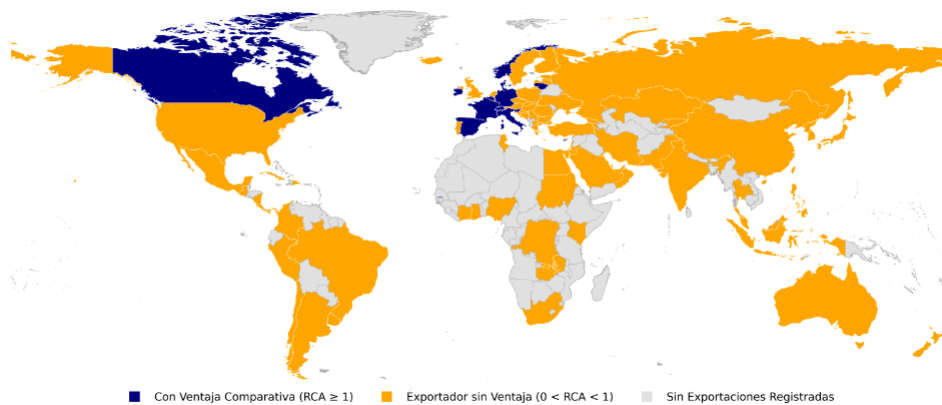 Con Ventaja Comparativa (RCA ≥ 1) Exportador sin Ventaja (0 < RCA < 1) Sin Exportaciones Registradas